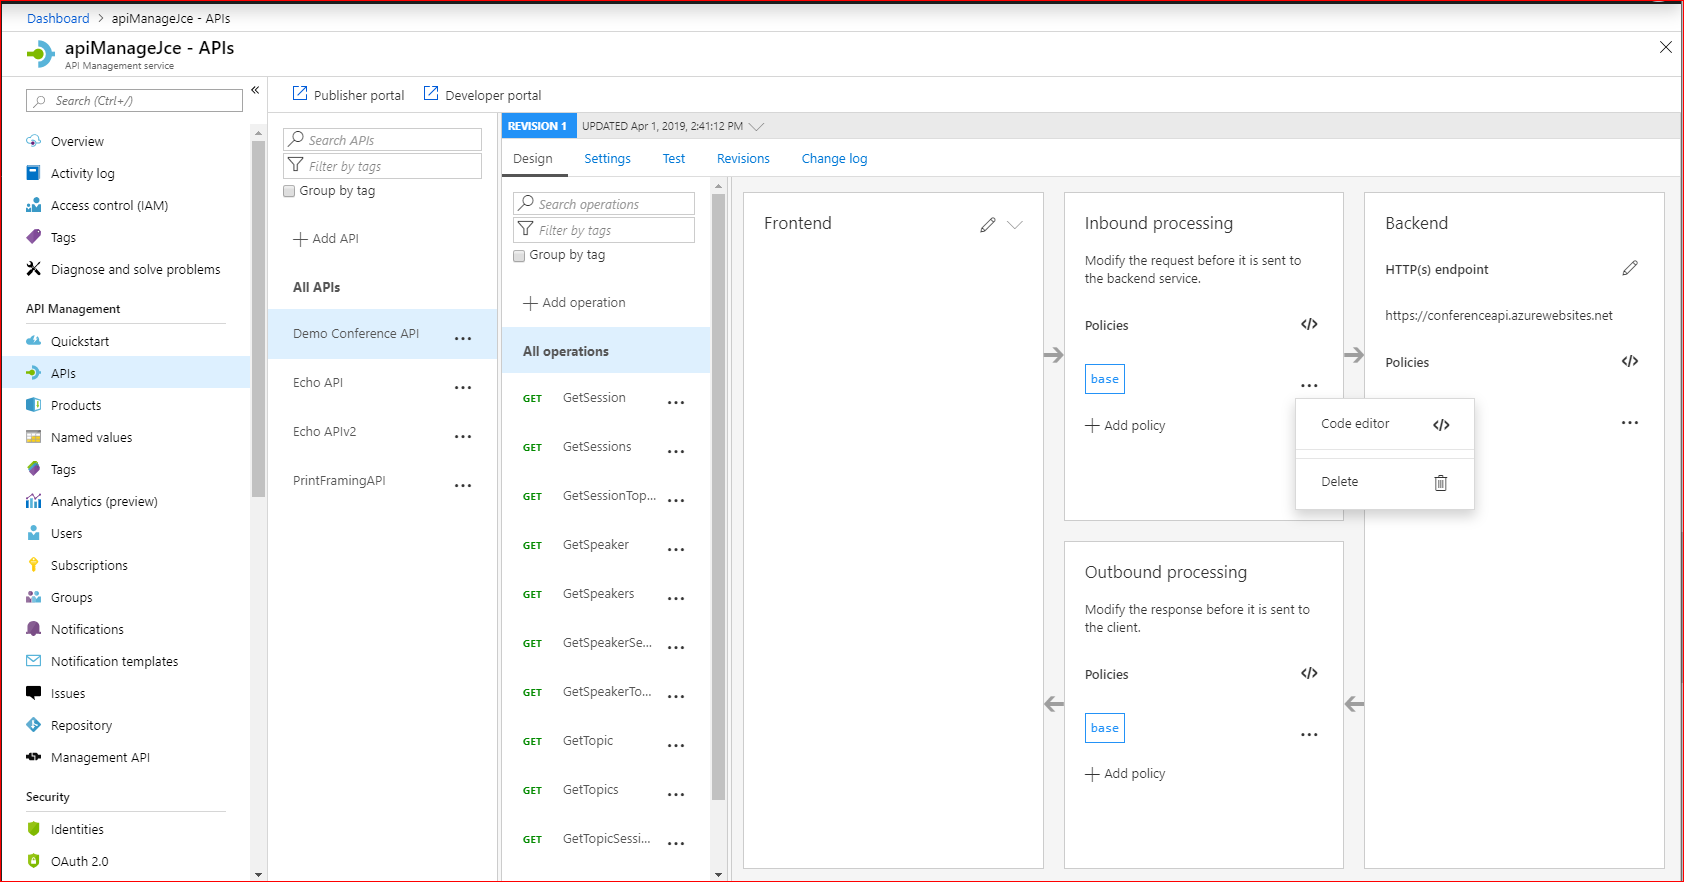 Dashboard > apiManageJce - APIs
apiManageJce - APIs
API Management service
Search (Ctrl+/)
«
Overview
Activity log
Access control (IAM)
Tags
Diagnose and solve problems
API Management
Quickstart
APIs
Products
Named values
Tags
Analytics (preview)
Users
Subscriptions
Groups
Notifications
Notification templates
Issues
Repository
Management API
Security
Identities
OAuth 2.0
Publisher portal
Developer portal
Search APIs
Filter by tags
Group by tag
+ Add API
All APIs
Demo Conference API ...
Echo API ...
Echo APIv2 ...
PrintFramingAPI ...
REVISION 1 UPDATED Apr 1, 2019, 2:41:12 PM
Design Settings Test Revisions Change log
Search operations
Filter by tags
Group by tag
+ Add operation
All operations
GET GetSession ...
GET GetSessions ...
GET GetSessionTop... ...
GET GetSpeaker ...
GET GetSpeakers ...
GET GetSpeakerSe... ...
GET GetSpeakerTo... ...
GET GetTopic ...
GET GetTopics ...
GET GetTopicSessi... ...
Frontend
Inbound processing
Modify the request before it is sent to
the backend service.
Policies </>
base ...
+ Add policy
Code editor </>
Delete
Outbound processing
Modify the response before it is sent to
the client.
Policies </>
base ...
+ Add policy
Backend
HTTP(s) endpoint
https://conferenceapi.azurewebsites.net
Policies </>
...